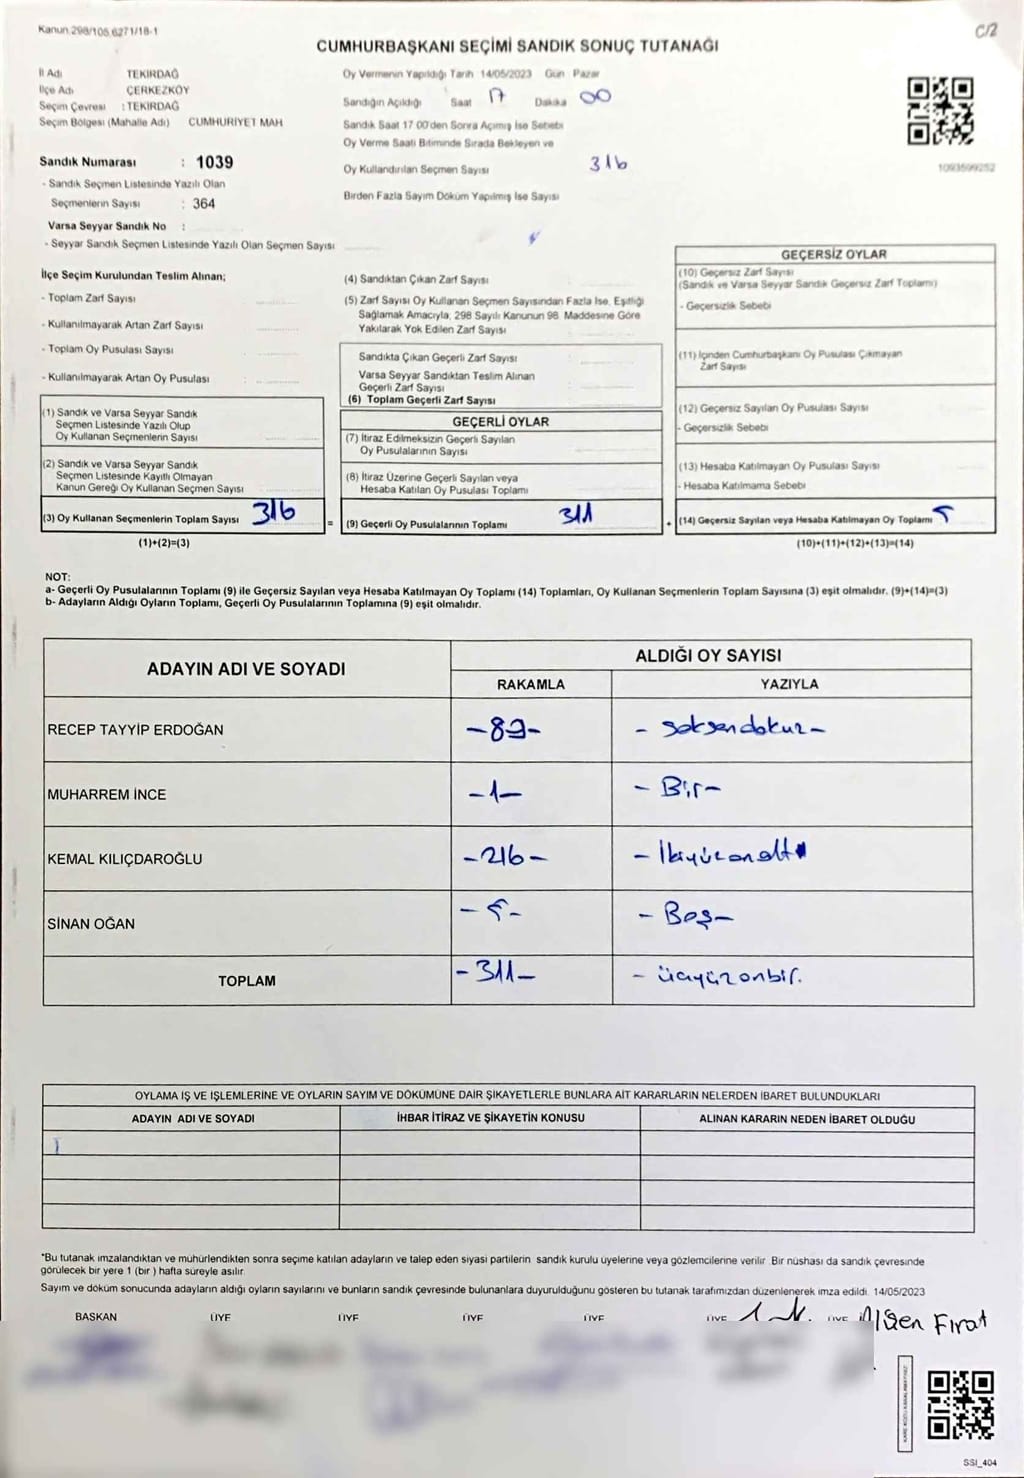 Kanun.298/105,6271/18-1
C/2
CUMHURBAŞKANI SEÇİMİ SANDIK SONUÇ TUTANAĞI
İl Adı TEKİRDAĞ
İlçe Adı ÇERKEZKÖY
Seçim Çevresi : TEKİRDAĞ
Seçim Bölgesi (Mahalle Adı) CUMHURİYET MAH
Sandık Numarası : 1039
- Sandık Seçmen Listesinde Yazılı Olan
Seçmenlerin Sayısı : 364
Varsa Seyyar Sandık No :
- Seyyar Sandık Seçmen Listesinde Yazılı Olan Seçmen Sayısı
Oy Vermenin Yapıldığı Tarih 14/05/2023 Gün Pazar
Sandığın Açıldığı Saat 17 Dakika 00
Sandık Saat 17:00'den Sonra Açımış İse Sebebi
Oy Verme Saati Bitiminde Sırada Bekleyen ve
Oy Kullandırılan Seçmen Sayısı 316
Birden Fazla Sayım Döküm Yapılmış İse Sayısı
1093599252
İlçe Seçim Kurulundan Teslim Alınan;
- Toplam Zarf Sayısı
- Kullanılmayarak Artan Zarf Sayısı
- Toplam Oy Pusulası Sayısı
- Kullanılmayarak Artan Oy Pusulası
(1) Sandık ve Varsa Seyyar Sandık
Seçmen Listesinde Yazılı Olup
Oy Kullanan Seçmenlerin Sayısı
(2) Sandık ve Varsa Seyyar Sandık
Seçmen Listesinde Kayıtlı Olmayan
Kanun Gereği Oy Kullanan Seçmen Sayısı
(3) Oy Kullanan Seçmenlerin Toplam Sayısı 316
(1)+(2)=(3)
=
(4) Sandıktan Çıkan Zarf Sayısı
(5) Zarf Sayısı Oy Kullanan Seçmen Sayısından Fazla İse, Eşitliği
Sağlamak Amacıyla, 298 Sayılı Kanunun 98. Maddesine Göre
Yakılarak Yok Edilen Zarf Sayısı
Sandıkta Çıkan Geçerli Zarf Sayısı
Varsa Seyyar Sandıktan Teslim Alınan
Geçerli Zarf Sayısı
(6) Toplam Geçerli Zarf Sayısı
GEÇERLİ OYLAR
(7) İtiraz Edilmeksizin Geçerli Sayılan
Oy Pusulalarının Sayısı
(8) İtiraz Üzerine Geçerli Sayılan veya
Hesaba Katılan Oy Pusulası Toplamı
(9) Geçerli Oy Pusulalarının Toplamı 311
+
GEÇERSİZ OYLAR
(10) Geçersiz Zarf Sayısı
(Sandık ve Varsa Seyyar Sandık Geçersiz Zarf Toplamı)
- Geçersizlik Sebebi
(11) İçinden Cumhurbaşkanı Oy Pusulası Çıkmayan
Zarf Sayısı
(12) Geçersiz Sayılan Oy Pusulası Sayısı
- Geçersizlik Sebebi
(13) Hesaba Katılmayan Oy Pusulası Sayısı
- Hesaba Katılmama Sebebi
(14) Geçersiz Sayılan veya Hesaba Katılmayan Oy Toplamı 5
(10)+(11)+(12)+(13)=(14)
NOT:
a- Geçerli Oy Pusulalarının Toplamı (9) ile Geçersiz Sayılan veya Hesaba Katılmayan Oy Toplamı (14) Toplamları, Oy Kullanan Seçmenlerin Toplam Sayısına (3) eşit olmalıdır. (9)+(14)=(3)
b- Adayların Aldığı Oyların Toplamı, Geçerli Oy Pusulalarının Toplamına (9) eşit olmalıdır.
ADAYIN ADI VE SOYADI ALDIĞI OY SAYISI
RAKAMLA YAZIYLA
RECEP TAYYİP ERDOĞAN -89- - seksendokuz -
MUHARREM İNCE -1- - Bir -
KEMAL KILIÇDAROĞLU -216- - İkiyüzonaltı
SİNAN OĞAN -5- - Beş -
TOPLAM -311- - üçyüzonbir.
OYLAMA İŞ VE İŞLEMLERİNE VE OYLARIN SAYIM VE DÖKÜMÜNE DAİR ŞİKAYETLERLE BUNLARA AİT KARARLARIN NELERDEN İBARET BULUNDUKLARI
ADAYIN ADI VE SOYADI İHBAR İTİRAZ VE ŞİKAYETİN KONUSU ALINAN KARARIN NEDEN İBARET OLDUĞU
*Bu tutanak imzalandıktan ve mühürlendikten sonra seçime katılan adayların ve talep eden siyasi partilerin sandık kurulu üyelerine veya gözlemcilerine verilir. Bir nüshası da sandık çevresinde
görülecek bir yere 1 (bir ) hafta süreyle asılır.
Sayım ve döküm sonucunda adayların aldığı oyların sayılarını ve bunların sandık çevresinde bulunanlara duyurulduğunu gösteren bu tutanak tarafımızdan düzenlenerek imza edildi. 14/05/2023
BAŞKAN ÜYE ÜYE ÜYE ÜYE ÜYE ÜYE
Fırat
SSI_404